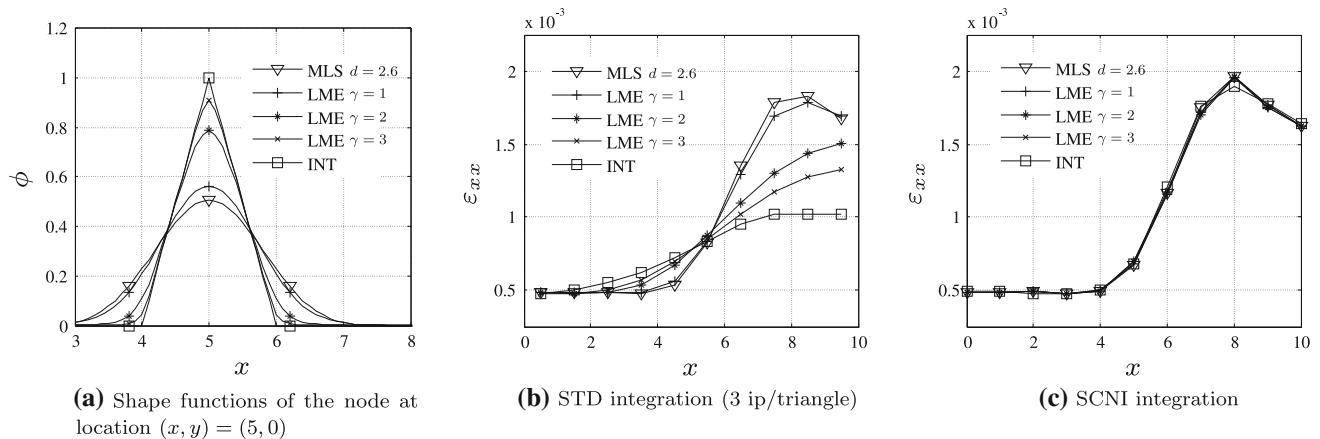 1.2
1
0.8
0.6
0.4
0.2
0
ϕ
MLS d = 2.6
LME γ = 1
LME γ = 2
LME γ = 3
INT
3 4 5 6 7 8
x
(a) Shape functions of the node at
location (x, y) = (5, 0)
x 10⁻³
2
1.5
1
0.5
εxx
MLS d = 2.6
LME γ = 1
LME γ = 2
LME γ = 3
INT
0 2 4 6 8 10
x
(b) STD integration (3 ip/triangle)
x 10⁻³
2
1.5
1
0.5
εxx
MLS d = 2.6
LME γ = 1
LME γ = 2
LME γ = 3
INT
0 2 4 6 8 10
x
(c) SCNI integration